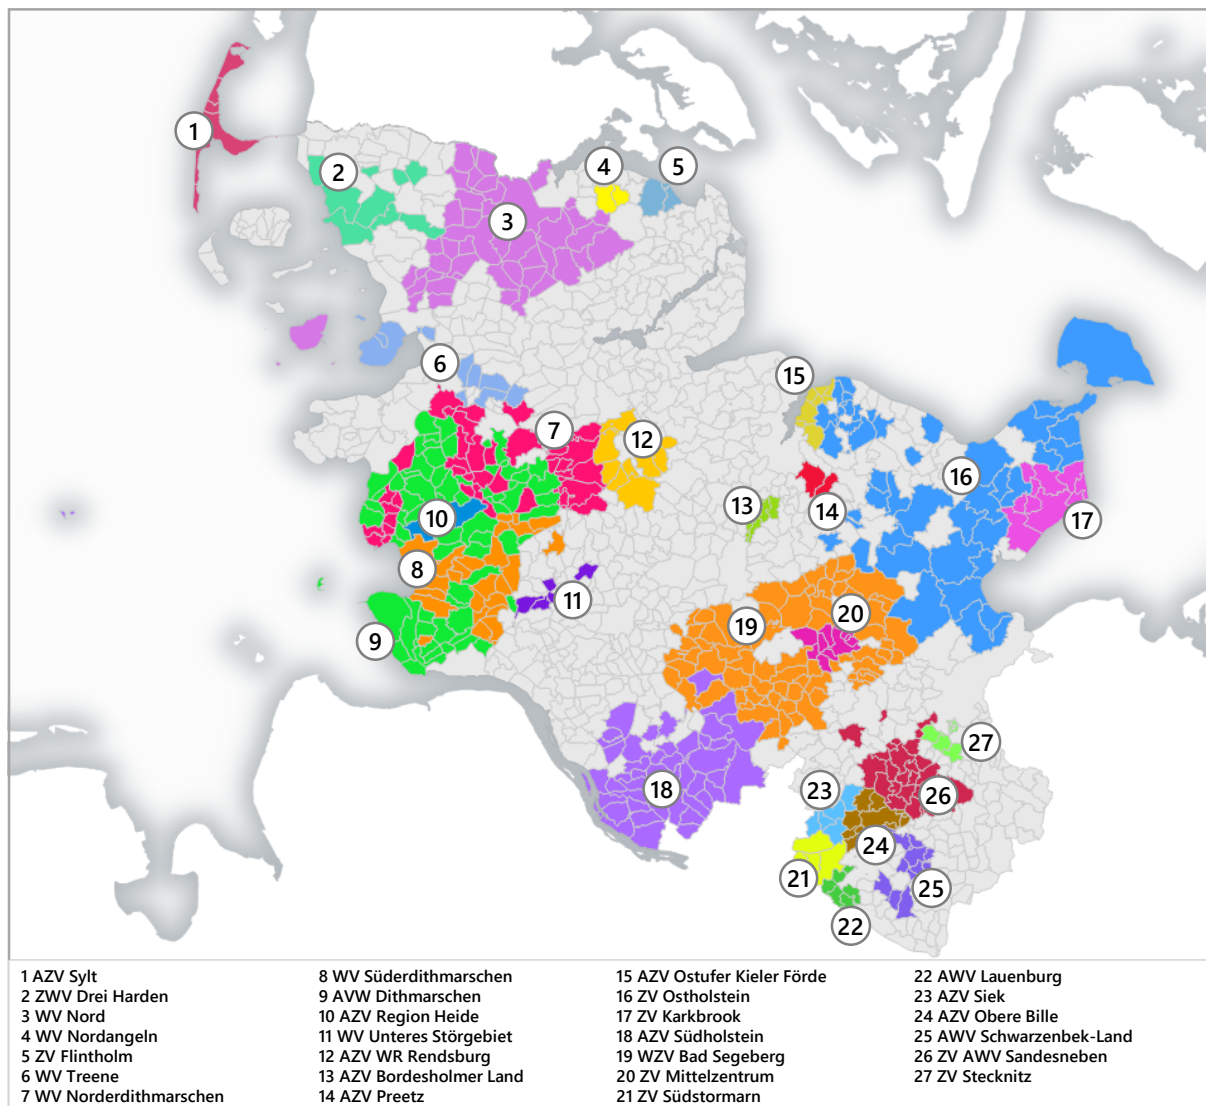 1
2
3
4
5
6
7
8
9
10
11
12
13
14
15
16
17
18
19
20
21
22
23
24
25
26
27
1 AZV Sylt
2 ZWV Drei Harden
3 WV Nord
4 WV Nordangeln
5 ZV Flintholm
6 WV Treene
7 WV Norderdithmarschen
8 WV Süderdithmarschen
9 AVW Dithmarschen
10 AZV Region Heide
11 WV Unteres Störgebiet
12 AZV WR Rendsburg
13 AZV Bordesholmer Land
14 AZV Preetz
15 AZV Ostufer Kieler Förde
16 ZV Ostholstein
17 ZV Karkbrook
18 AZV Südholstein
19 WZV Bad Segeberg
20 ZV Mittelzentrum
21 ZV Südstormarn
22 AWV Lauenburg
23 AZV Siek
24 AZV Obere Bille
25 AWV Schwarzenbek-Land
26 ZV AWV Sandesneben
27 ZV Stecknitz